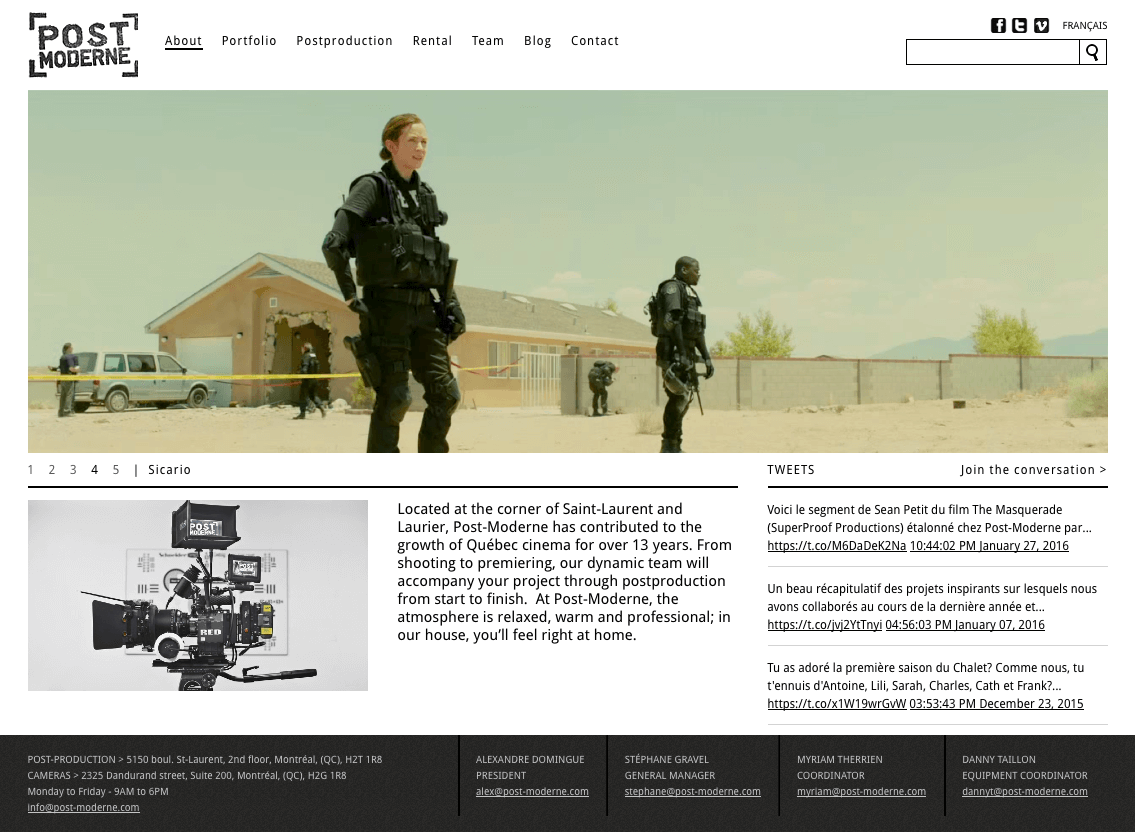 POST
MODERNE
About Portfolio Postproduction Rental Team Blog Contact
FRANÇAIS
1 2 3 4 5 | Sicario
TWEETS Join the conversation >
POST
MODERNE
RED
Located at the corner of Saint-Laurent and
Laurier, Post-Moderne has contributed to the
growth of Québec cinema for over 13 years. From
shooting to premiering, our dynamic team will
accompany your project through postproduction
from start to finish.  At Post-Moderne, the
atmosphere is relaxed, warm and professional; in
our house, you’ll feel right at home.
Voici le segment de Sean Petit du film The Masquerade
(SuperProof Productions) étalonné chez Post-Moderne par...
https://t.co/M6DaDeK2Na 10:44:02 PM January 27, 2016
Un beau récapitulatif des projets inspirants sur lesquels nous
avons collaborés au cours de la dernière année et...
https://t.co/jvj2YtTnyi 04:56:03 PM January 07, 2016
Tu as adoré la première saison du Chalet? Comme nous, tu
t'ennuis d'Antoine, Lili, Sarah, Charles, Cath et Frank?...
https://t.co/x1W19wrGvW 03:53:43 PM December 23, 2015
POST-PRODUCTION > 5150 boul. St-Laurent, 2nd floor, Montréal, (QC), H2T 1R8
CAMERAS > 2325 Dandurand street, Suite 200, Montréal, (QC), H2G 1R8
Monday to Friday - 9AM to 6PM
info@post-moderne.com
ALEXANDRE DOMINGUE
PRESIDENT
alex@post-moderne.com
STÉPHANE GRAVEL
GENERAL MANAGER
stephane@post-moderne.com
MYRIAM THERRIEN
COORDINATOR
myriam@post-moderne.com
DANNY TAILLON
EQUIPMENT COORDINATOR
dannyt@post-moderne.com